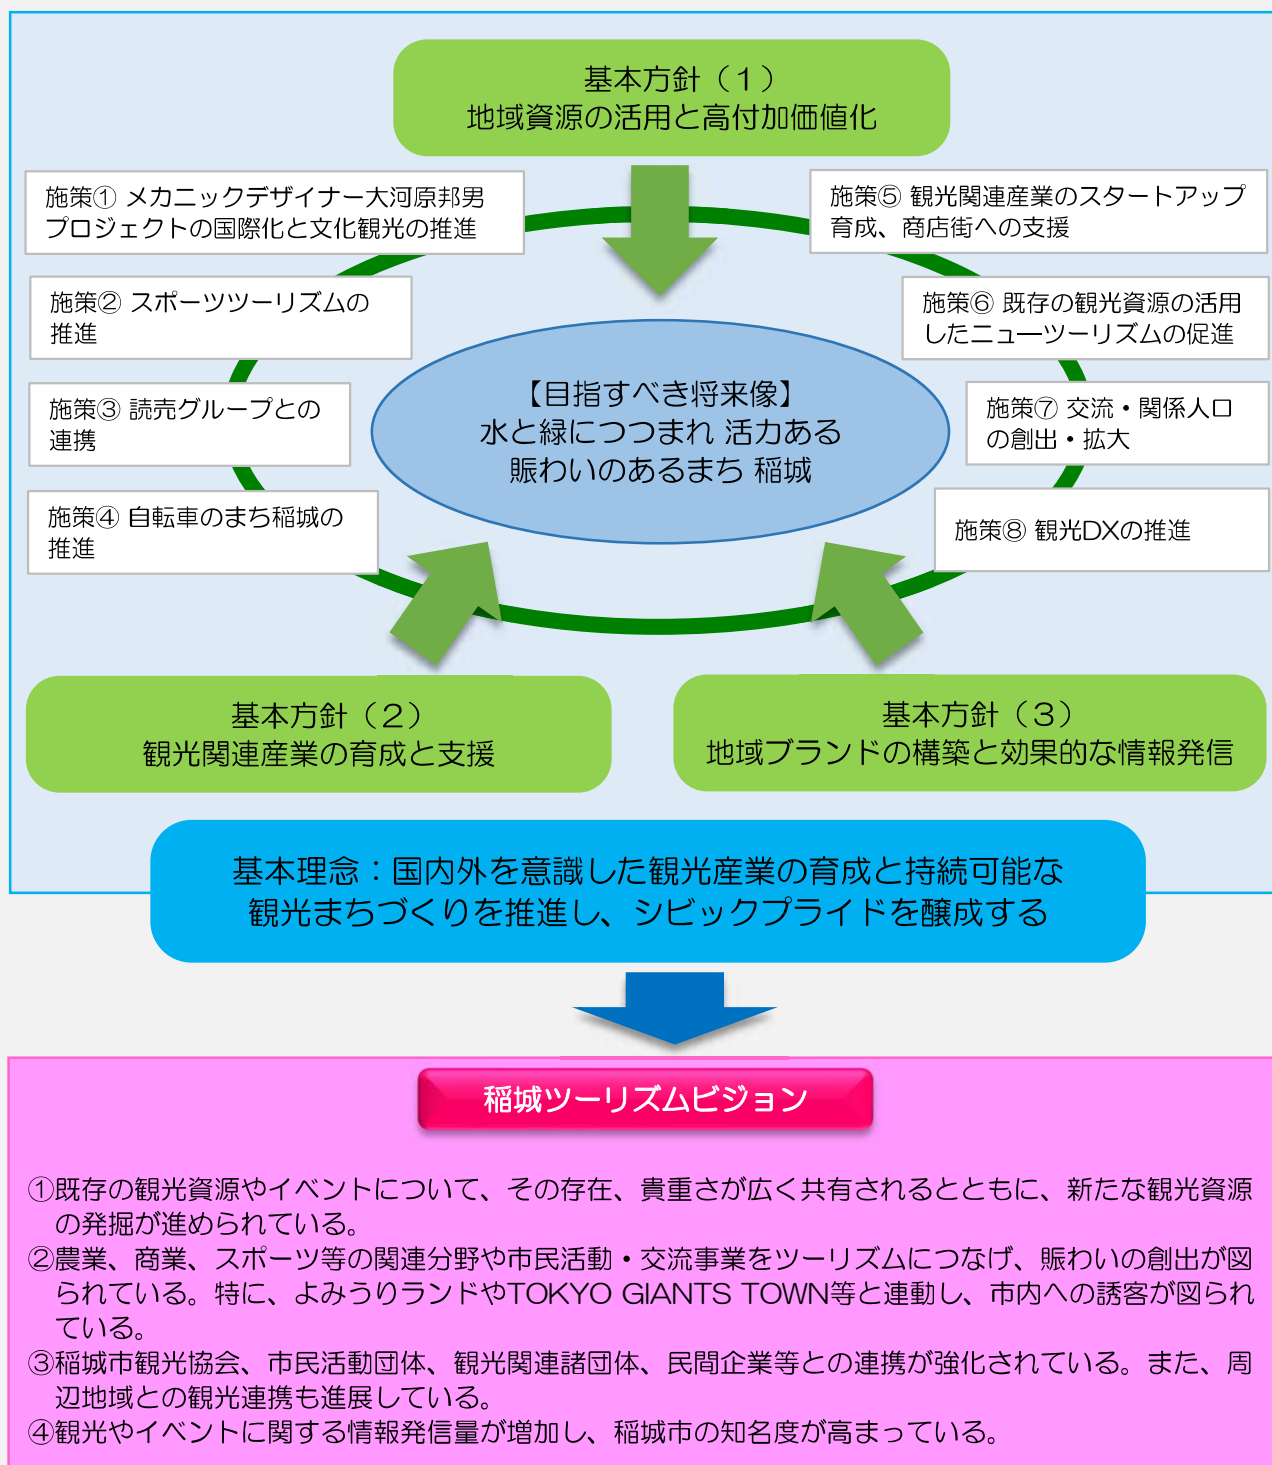 基本方針（１）
地域資源の活用と高付加価値化
施策① メカニックデザイナー大河原邦男
プロジェクトの国際化と文化観光の推進
施策② スポーツツーリズムの
推進
施策③ 読売グループとの
連携
施策④ 自転車のまち稲城の
推進
施策⑤ 観光関連産業のスタートアップ
育成、商店街への支援
施策⑥ 既存の観光資源の活用
したニューツーリズムの促進
施策⑦ 交流・関係人口
の創出・拡大
施策⑧ 観光DXの推進
【目指すべき将来像】
水と緑につつまれ 活力ある
賑わいのあるまち 稲城
基本方針（２）
観光関連産業の育成と支援
基本方針（３）
地域ブランドの構築と効果的な情報発信
基本理念：国内外を意識した観光産業の育成と持続可能な
観光まちづくりを推進し、シビックプライドを醸成する
稲城ツーリズムビジョン
①既存の観光資源やイベントについて、その存在、貴重さが広く共有されるとともに、新たな観光資源
の発掘が進められている。
②農業、商業、スポーツ等の関連分野や市民活動・交流事業をツーリズムにつなげ、賑わいの創出が図
られている。特に、よみうりランドやTOKYO GIANTS TOWN等と連動し、市内への誘客が図られ
ている。
③稲城市観光協会、市民活動団体、観光関連諸団体、民間企業等との連携が強化されている。また、周
辺地域との観光連携も進展している。
④観光やイベントに関する情報発信量が増加し、稲城市の知名度が高まっている。